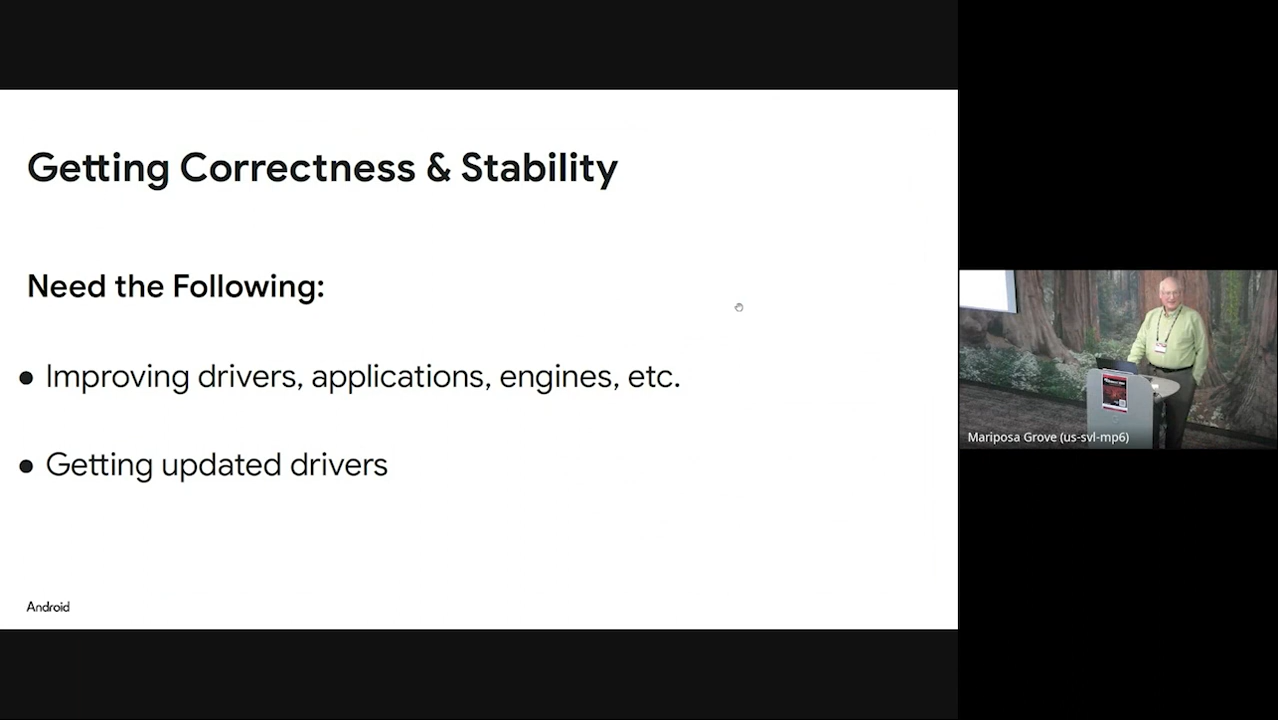 Getting Correctness & Stability
Need the Following:
• Improving drivers, applications, engines, etc.
• Getting updated drivers
Android
Mariposa Grove (us-svl-mp6)